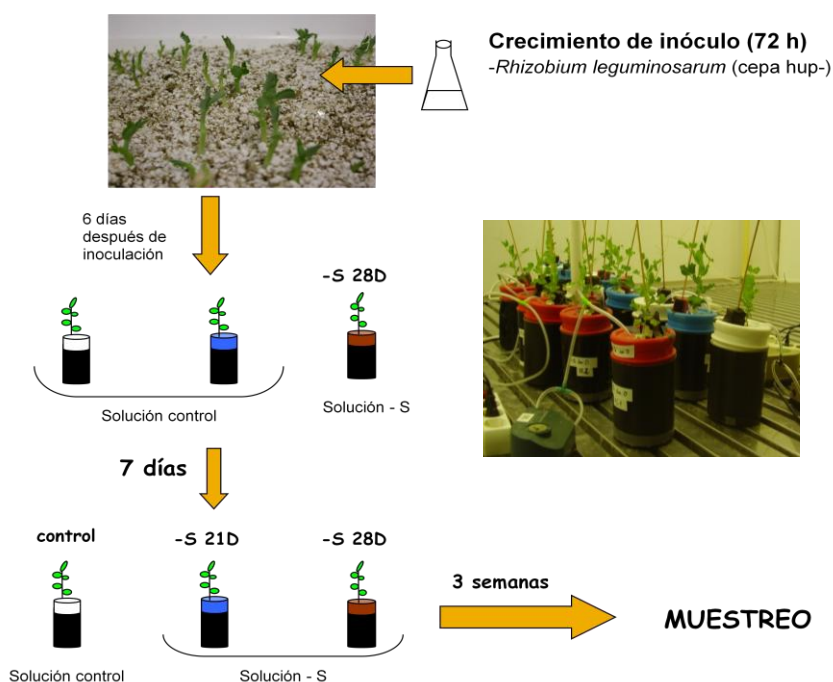 Crecimiento de inóculo (72 h)
-Rhizobium leguminosarum (cepa hup-)
6 días
después de
inoculación
-S 28D
Solución control
Solución - S
7 días
control
-S 21D
-S 28D
3 semanas
MUESTREO
Solución control
Solución - S